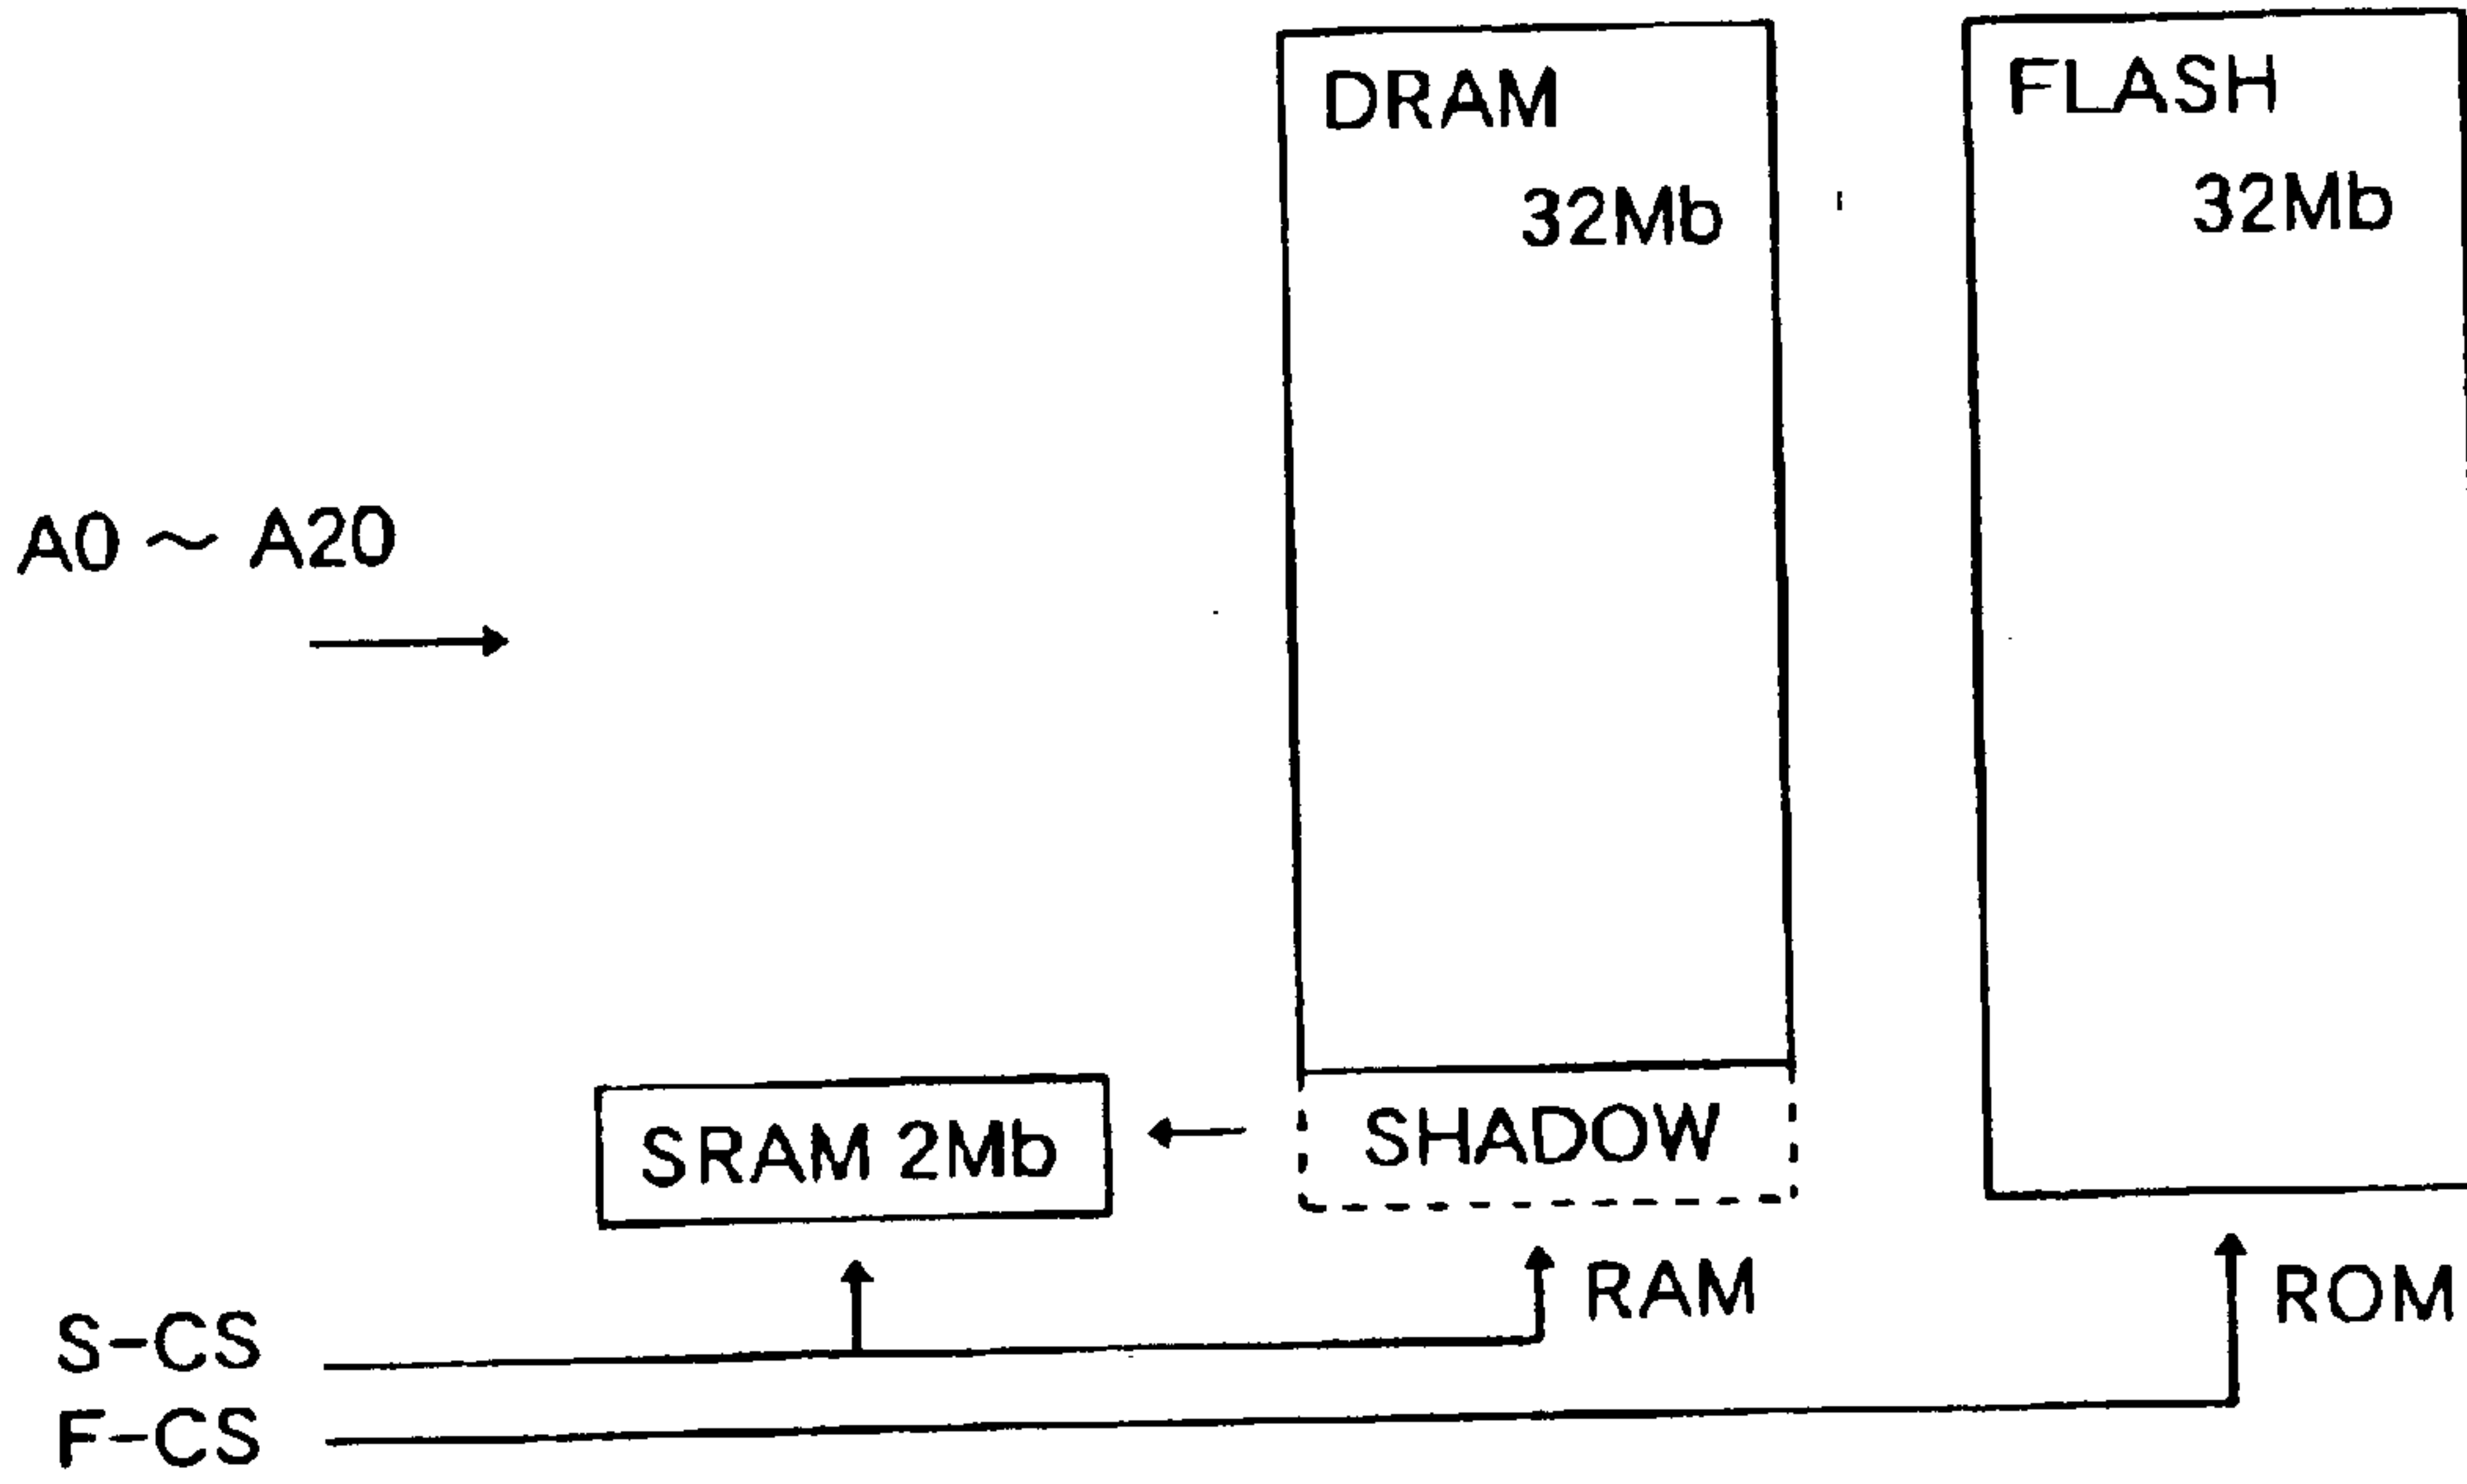 DRAM
32Mb
FLASH
32Mb
A0 ~ A20
SRAM 2Mb
SHADOW
RAM
ROM
S-CS
F-CS